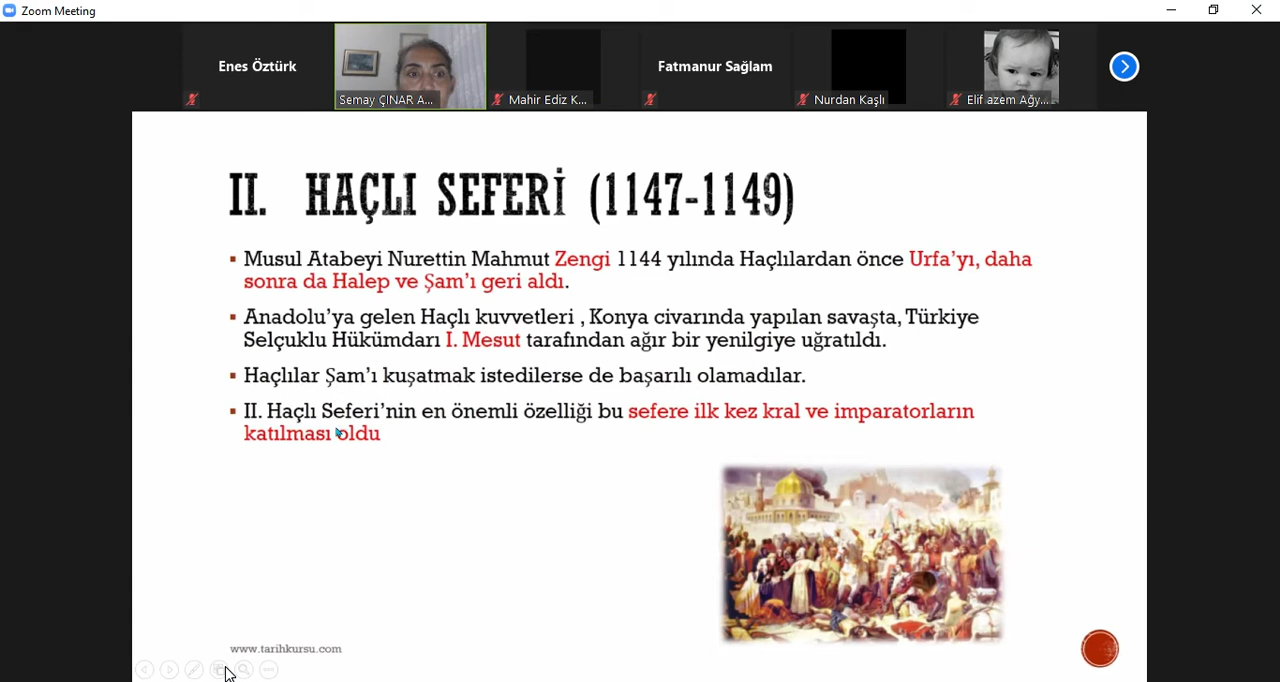 Zoom Meeting
Enes Öztürk
Fatmanur Sağlam
Semay ÇINAR A...
Mahir Ediz K...
Nurdan Kaşlı
Elif azem Ağy...
II. HAÇLI SEFERİ (1147-1149)
▪ Musul Atabeyi Nurettin Mahmut Zengi 1144 yılında Haçlılardan önce Urfa'yı, daha
sonra da Halep ve Şam'ı geri aldı.
▪ Anadolu'ya gelen Haçlı kuvvetleri , Konya civarında yapılan savaşta, Türkiye
Selçuklu Hükümdarı I. Mesut tarafından ağır bir yenilgiye uğratıldı.
▪ Haçlılar Şam'ı kuşatmak istedilerse de başarılı olamadılar.
▪ II. Haçlı Seferi'nin en önemli özelliği bu sefere ilk kez kral ve imparatorların
katılması oldu
www.tarihkursu.com